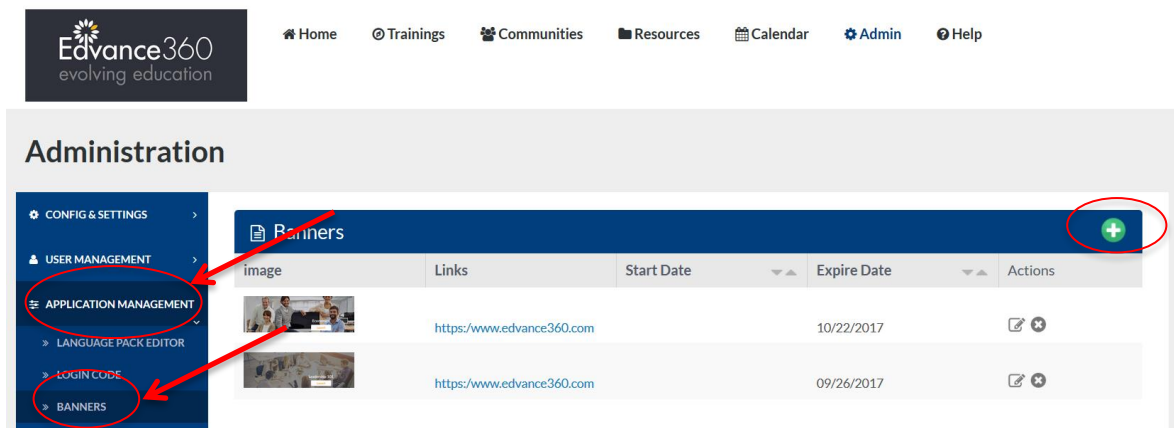 Edvance360
evolving education
Home Trainings Communities Resources Calendar Admin Help
Administration
CONFIG & SETTINGS
USER MANAGEMENT
APPLICATION MANAGEMENT
» LANGUAGE PACK EDITOR
» LOGIN CODE
» BANNERS
Banners
image Links Start Date Expire Date Actions
https:/www.edvance360.com 10/22/2017
https:/www.edvance360.com 09/26/2017